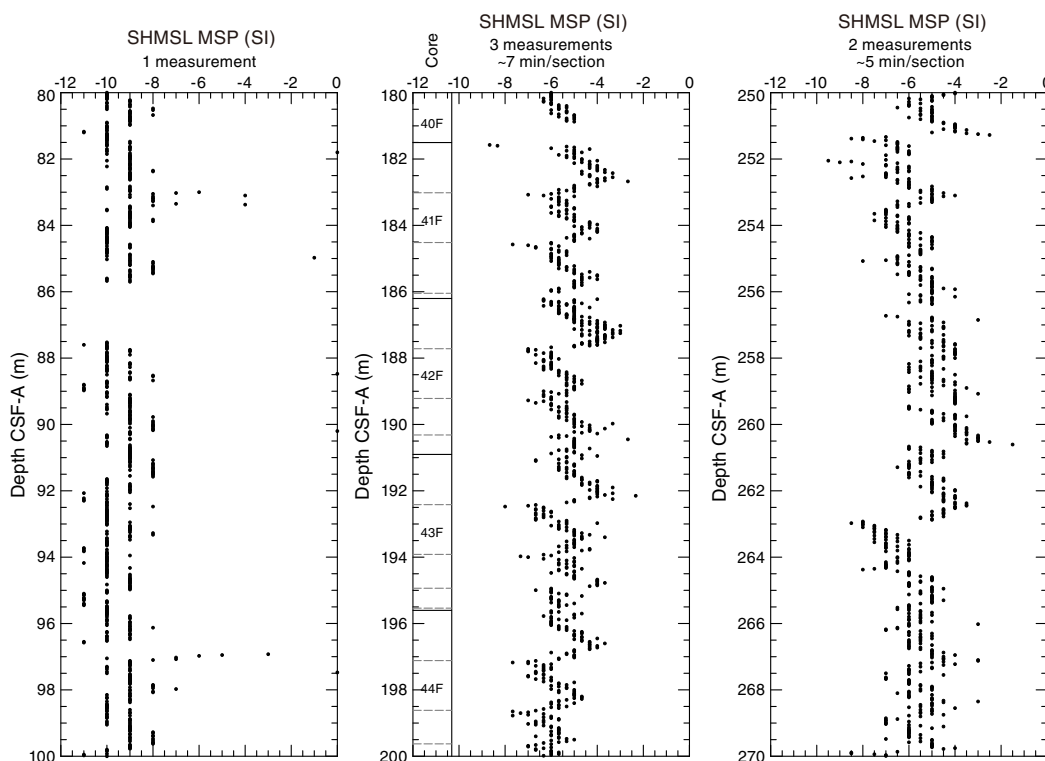 SHMSL MSP (SI)
1 measurement
-12 -10 -8 -6 -4 -2 0
80
82
84
86
88
90
92
94
96
98
100
Depth CSF-A (m)
Core
40F
41F
42F
43F
44F
SHMSL MSP (SI)
3 measurements
~7 min/section
-12 -10 -8 -6 -4 -2 0
180
182
184
186
188
190
192
194
196
198
200
Depth CSF-A (m)
SHMSL MSP (SI)
2 measurements
~5 min/section
-12 -10 -8 -6 -4 -2 0
250
252
254
256
258
260
262
264
266
268
270
Depth CSF-A (m)